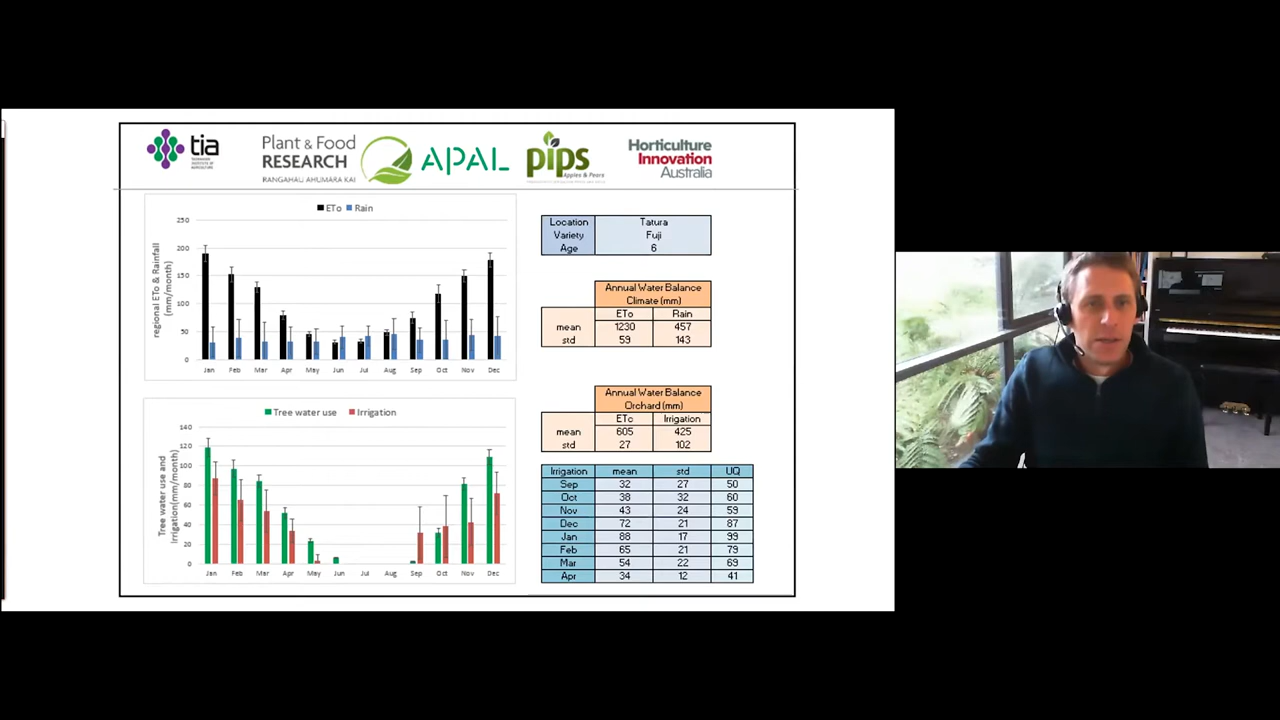 tia
TASMANIAN
INSTITUTE OF
AGRICULTURE
Plant & Food
RESEARCH
RANGAHAU AHUMARA KAI
APAL
pips
Apples & Pears
Horticulture
Innovation
Australia
ETo Rain
regional ETo & Rainfall
(mm/month)
250
200
150
100
50
0
Jan Feb Mar Apr May Jun Jul Aug Sep Oct Nov Dec
Location Tatura
Variety Fuji
Age 6
Annual Water Balance
Climate (mm)
ETo Rain
mean 1230 457
std 59 143
Tree water use Irrigation
Tree water use and
Irrigation(mm/month)
140
120
100
80
60
40
20
0
Jan Feb Mar Apr May Jun Jul Aug Sep Oct Nov Dec
Annual Water Balance
Orchard (mm)
ETc Irrigation
mean 605 425
std 27 102
Irrigation mean std UQ
Sep 32 27 50
Oct 38 32 60
Nov 43 24 59
Dec 72 21 87
Jan 88 17 99
Feb 65 21 79
Mar 54 22 69
Apr 34 12 41